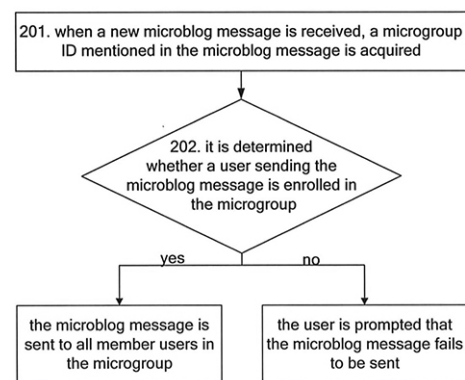 201. when a new microblog message is received, a microgroup
ID mentioned in the microblog message is acquired
202. it is determined
whether a user sending the
microblog message is enrolled in
the microgroup
yes
no
the microblog message is
sent to all member users in
the microgroup
the user is prompted that
the microblog message fails
to be sent